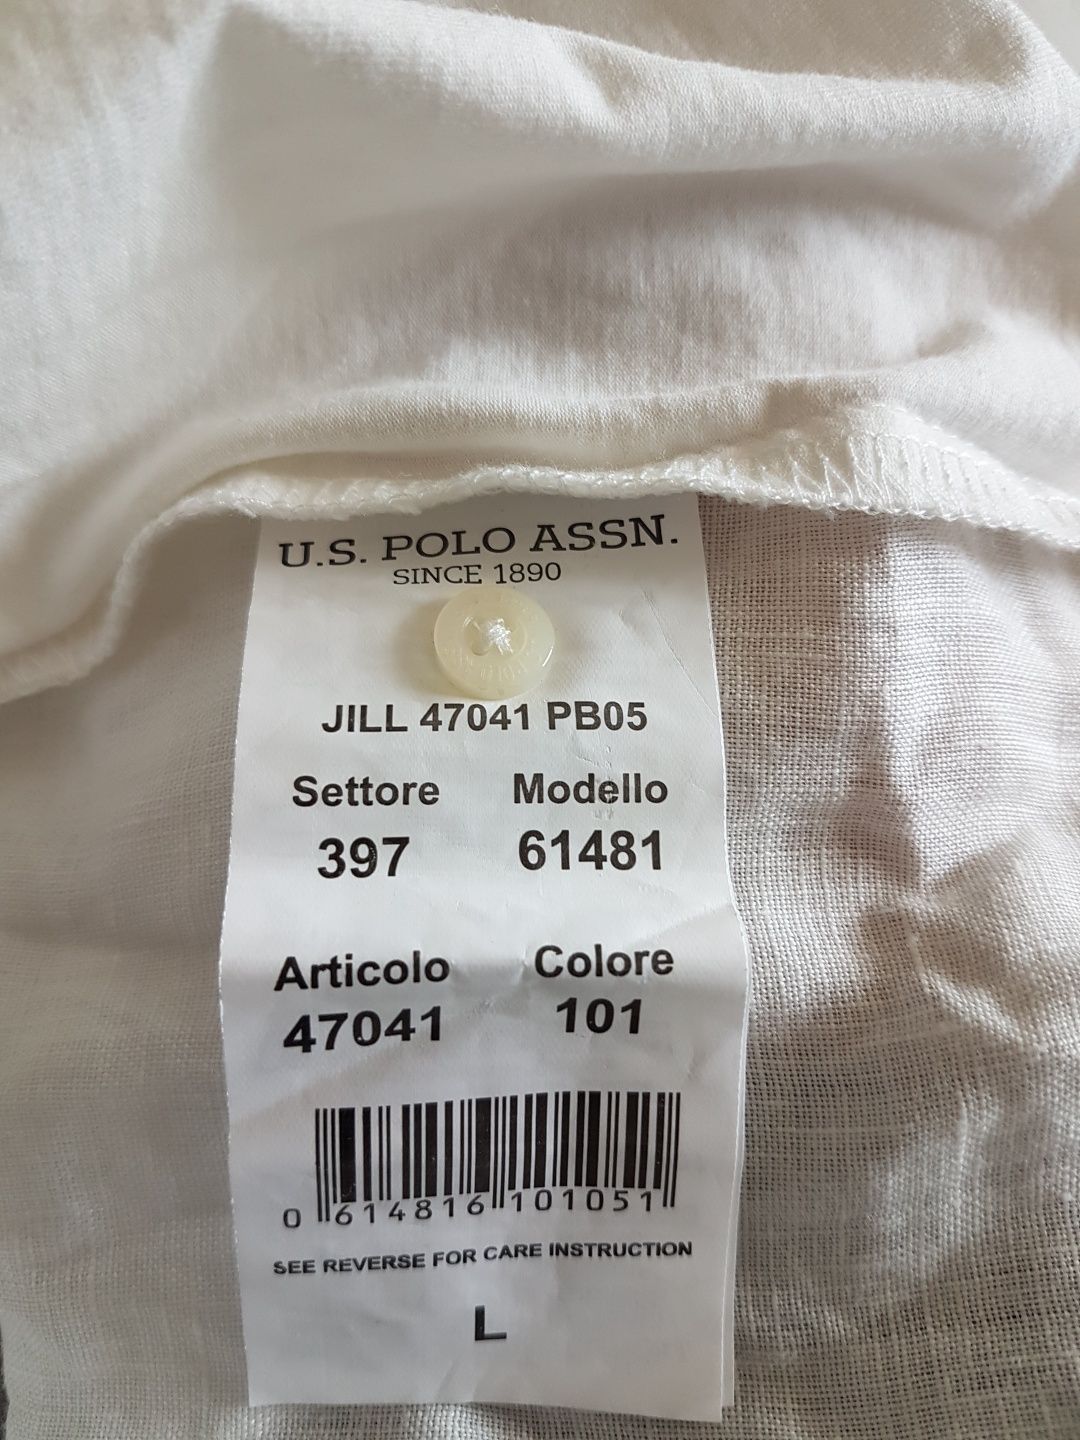 U.S. POLO ASSN.
SINCE 1890
JILL 47041 PB05
Settore Modello
397 61481
Articolo Colore
47041 101
0 614816 101051
SEE REVERSE FOR CARE INSTRUCTION
L